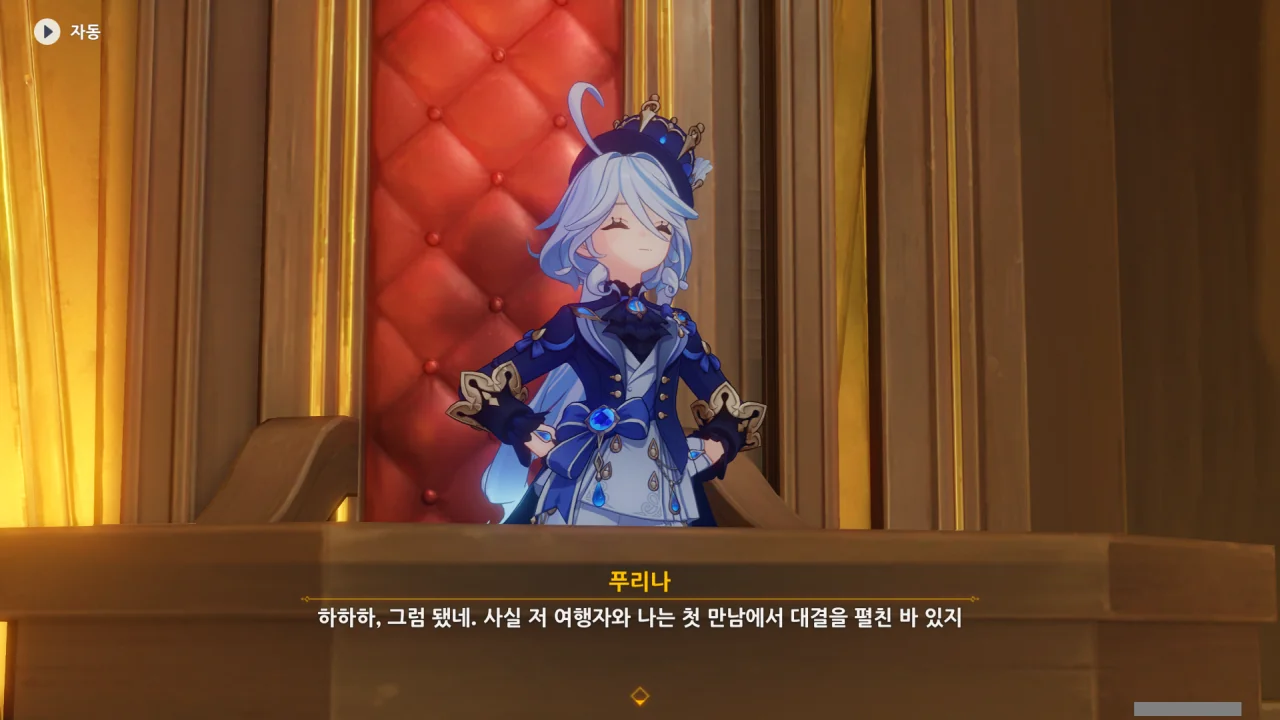 자동
푸리나
하하하, 그럼 됐네. 사실 저 여행자와 나는 첫 만남에서 대결을 펼친 바 있지